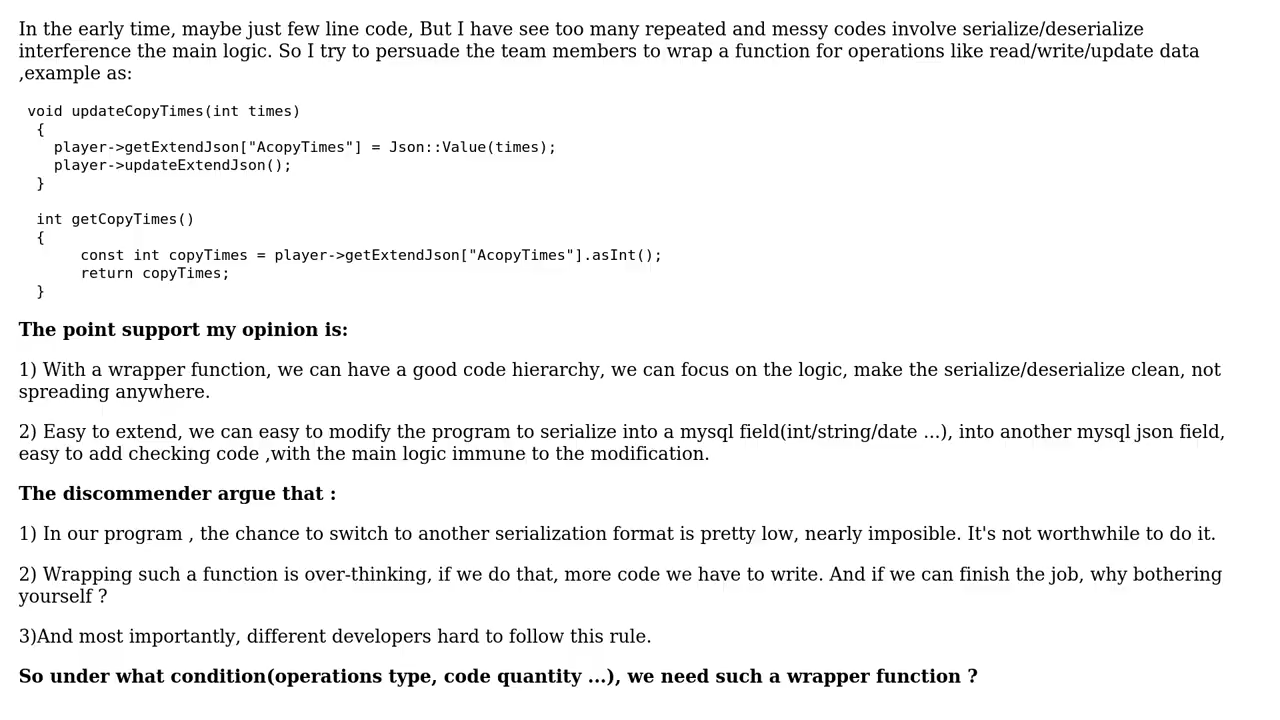 In the early time, maybe just few line code, But I have see too many repeated and messy codes involve serialize/deserialize
interference the main logic. So I try to persuade the team members to wrap a function for operations like read/write/update data
,example as:
void updateCopyTimes(int times)
{
player->getExtendJson["AcopyTimes"] = Json::Value(times);
player->updateExtendJson();
}
int getCopyTimes()
{
const int copyTimes = player->getExtendJson["AcopyTimes"].asInt();
return copyTimes;
}
The point support my opinion is:
1) With a wrapper function, we can have a good code hierarchy, we can focus on the logic, make the serialize/deserialize clean, not
spreading anywhere.
2) Easy to extend, we can easy to modify the program to serialize into a mysql field(int/string/date ...), into another mysql json field,
easy to add checking code ,with the main logic immune to the modification.
The discommender argue that :
1) In our program , the chance to switch to another serialization format is pretty low, nearly imposible. It's not worthwhile to do it.
2) Wrapping such a function is over-thinking, if we do that, more code we have to write. And if we can finish the job, why bothering
yourself ?
3)And most importantly, different developers hard to follow this rule.
So under what condition(operations type, code quantity ...), we need such a wrapper function ?